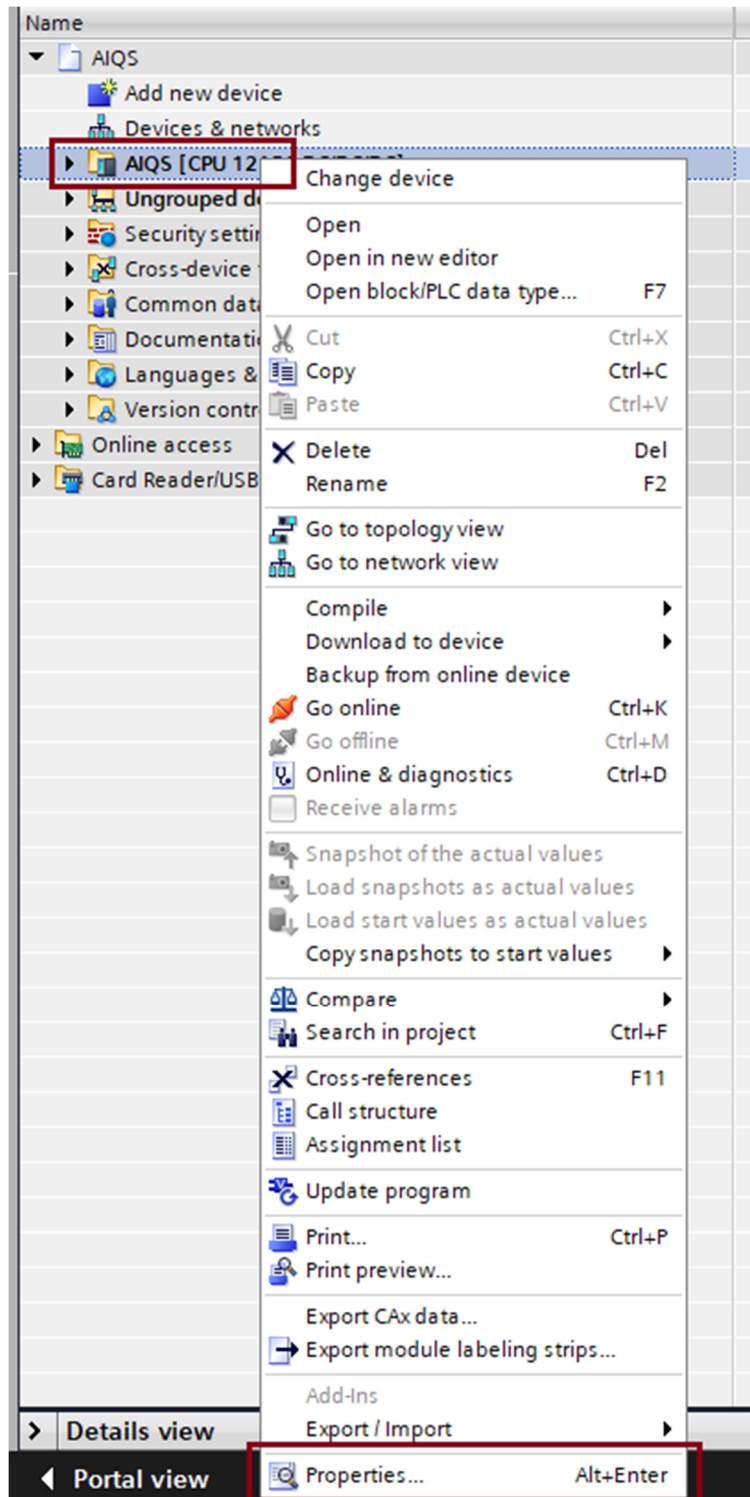 Name
AIQS
Add new device
Devices & networks
AIQS [CPU 12
Ungrouped
Security
Cross-device
Common
Languages &
Version
Online access
Card Reader/USB
Change device
Open
Open in new editor
Open block/PLC data type... F7
Cut Ctrl+X
Copy Ctrl+C
Paste Ctrl+V
Delete Del
Rename F2
Go to topology view
Go to network view
Compile
Download to device
Backup from online device
Go online Ctrl+K
Go offline Ctrl+M
Online & diagnostics Ctrl+D
Receive alarms
Snapshot of the actual values
Load snapshots as actual values
Load start values as actual values
Copy snapshots to start values
Compare
Search in project Ctrl+F
Cross-references F11
Call structure
Assignment list
Update program
Print... Ctrl+P
Print preview...
Export CAx data...
Export module labeling strips...
Add-Ins
Export / Import
Properties... Alt+Enter
Details view
Portal view